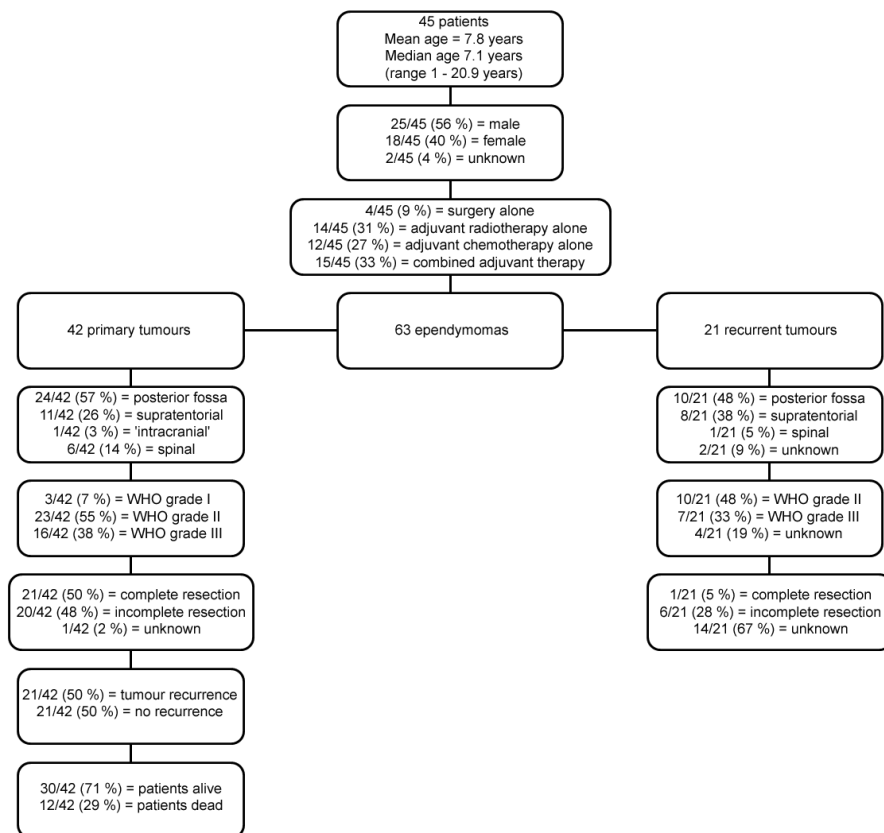 45 patients
Mean age = 7.8 years
Median age 7.1 years
(range 1 - 20.9 years)
25/45 (56 %) = male
18/45 (40 %) = female
2/45 (4 %) = unknown
4/45 (9 %) = surgery alone
14/45 (31 %) = adjuvant radiotherapy alone
12/45 (27 %) = adjuvant chemotherapy alone
15/45 (33 %) = combined adjuvant therapy
42 primary tumours
63 ependymomas
21 recurrent tumours
24/42 (57 %) = posterior fossa
11/42 (26 %) = supratentorial
1/42 (3 %) = 'intracranial'
6/42 (14 %) = spinal
10/21 (48 %) = posterior fossa
8/21 (38 %) = supratentorial
1/21 (5 %) = spinal
2/21 (9 %) = unknown
3/42 (7 %) = WHO grade I
23/42 (55 %) = WHO grade II
16/42 (38 %) = WHO grade III
10/21 (48 %) = WHO grade II
7/21 (33 %) = WHO grade III
4/21 (19 %) = unknown
21/42 (50 %) = complete resection
20/42 (48 %) = incomplete resection
1/42 (2 %) = unknown
1/21 (5 %) = complete resection
6/21 (28 %) = incomplete resection
14/21 (67 %) = unknown
21/42 (50 %) = tumour recurrence
21/42 (50 %) = no recurrence
30/42 (71 %) = patients alive
12/42 (29 %) = patients dead